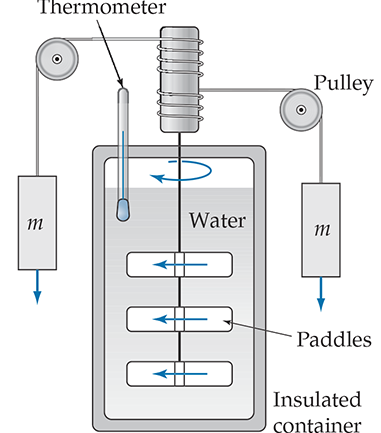 Thermometer
Pulley
m
Water
m
Paddles
Insulated
container